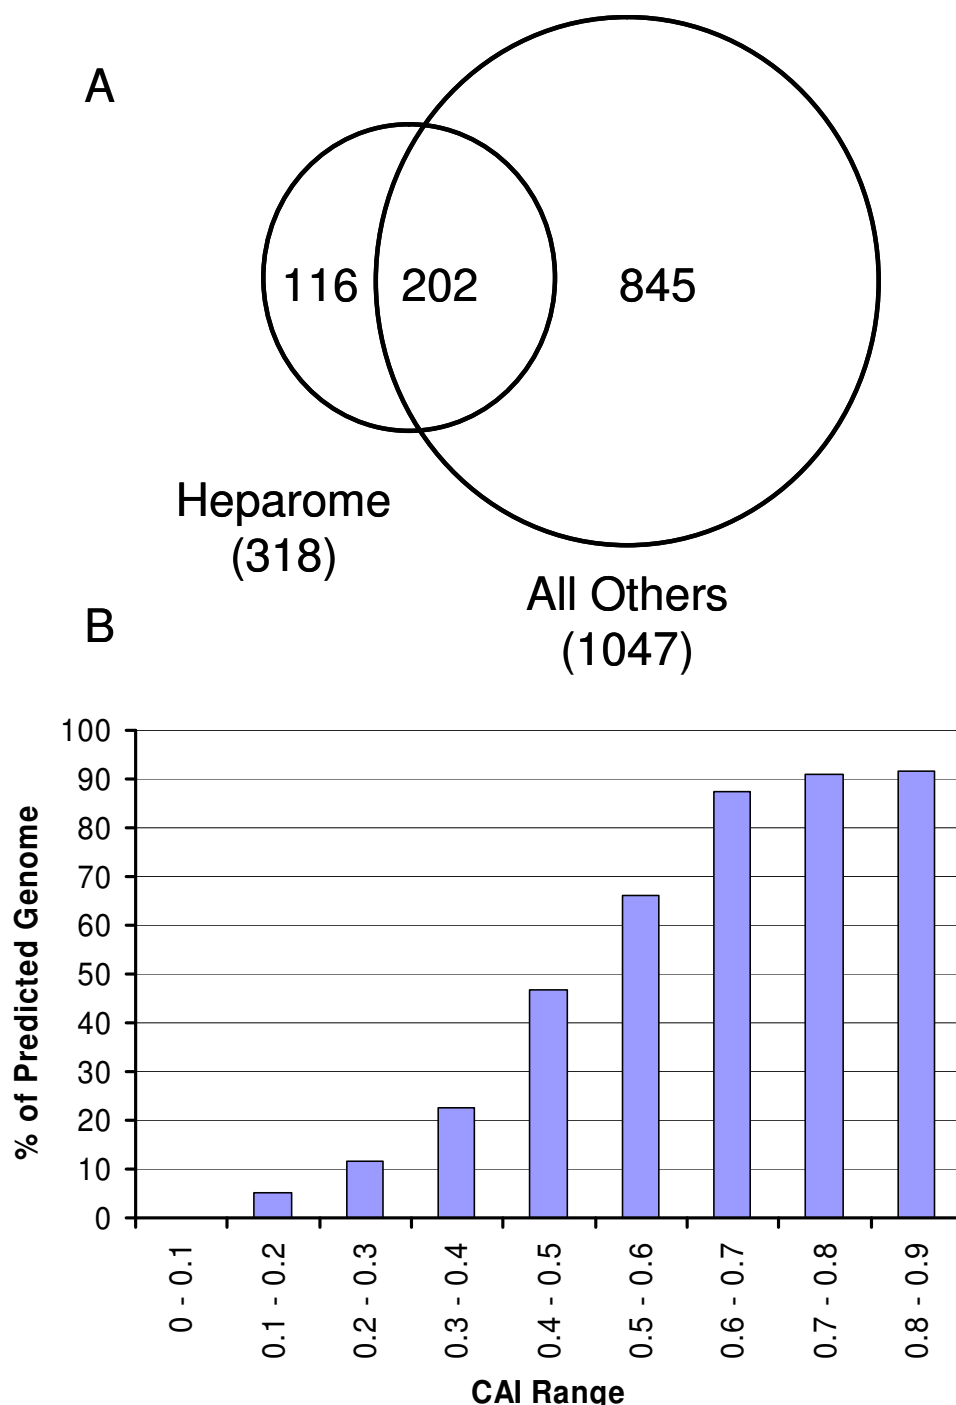 A
116 202 845
Heparome
(318)
All Others
(1047)
B
100
90
80
70
60
50
40
30
20
10
0
% of Predicted Genome
0 - 0.1
0.1 - 0.2
0.2 - 0.3
0.3 - 0.4
0.4 - 0.5
0.5 - 0.6
0.6 - 0.7
0.7 - 0.8
0.8 - 0.9
CAI Range